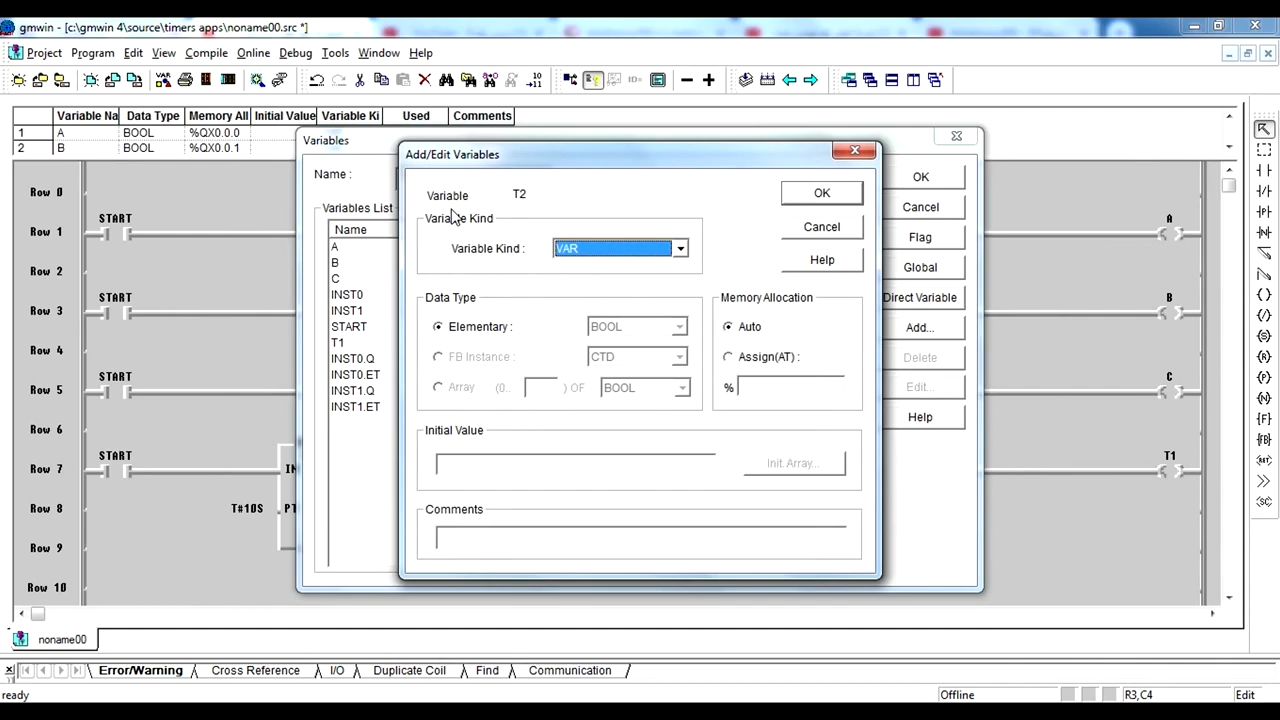 gmwin - [c:\gmwin 4\source\timers apps\noname00.src *]
Project Program Edit View Compile Online Debug Tools Window Help
Variable Na Data Type Memory All Initial Value Variable Ki Used Comments
1 A BOOL %QX0.0.0
2 B BOOL %QX0.0.1
Variables
Add/Edit Variables
Name :
Variable T2
OK
OK
Variables List
Variable Kind
Cancel
Cancel
Name
Variable Kind :
VAR
Help
Flag
Global
A
B
C
INST0
INST1
START
T1
INST0.Q
INST0.ET
INST1.Q
INST1.ET
Data Type
Elementary : BOOL
FB Instance : CTD
Array (0.. ) OF BOOL
Memory Allocation
Auto
Assign(AT) :
%
Direct Variable
Add...
Delete
Edit...
Help
Initial Value
Init. Array...
Comments
Row 0
START
A
Row 1
Row 2
START
B
Row 3
Row 4
START
C
Row 5
Row 6
START
T1
Row 7
IN
Row 8
T#10S
PT
Row 9
Row 10
noname00
Error/Warning Cross Reference I/O Duplicate Coil Find Communication
ready Offline R3,C4 Edit